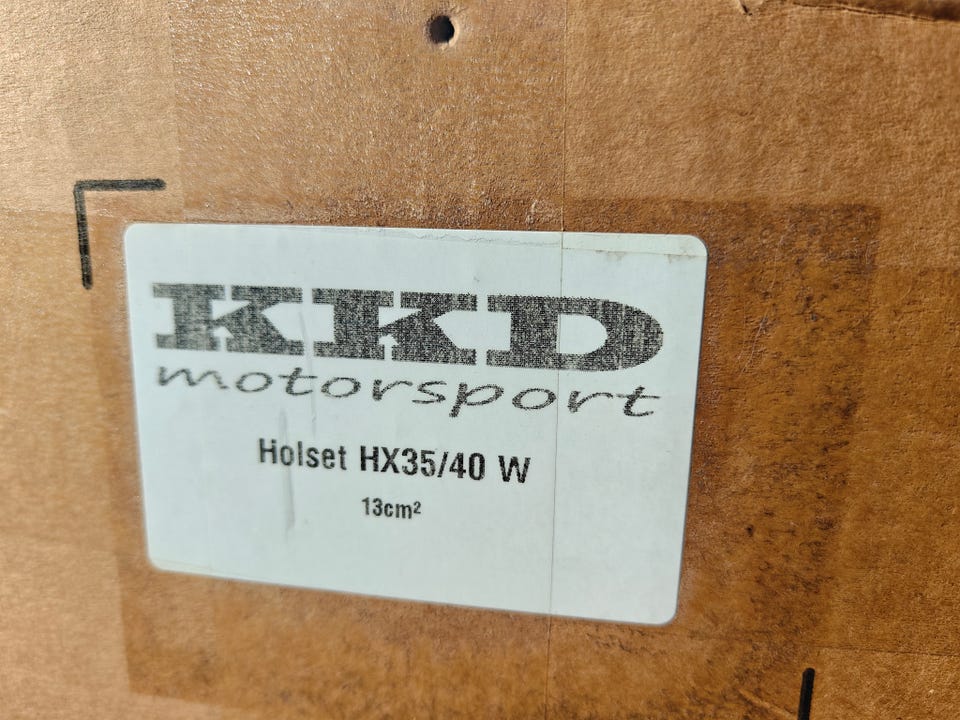 KKD
motorsport
Holset HX35/40 W
13cm²